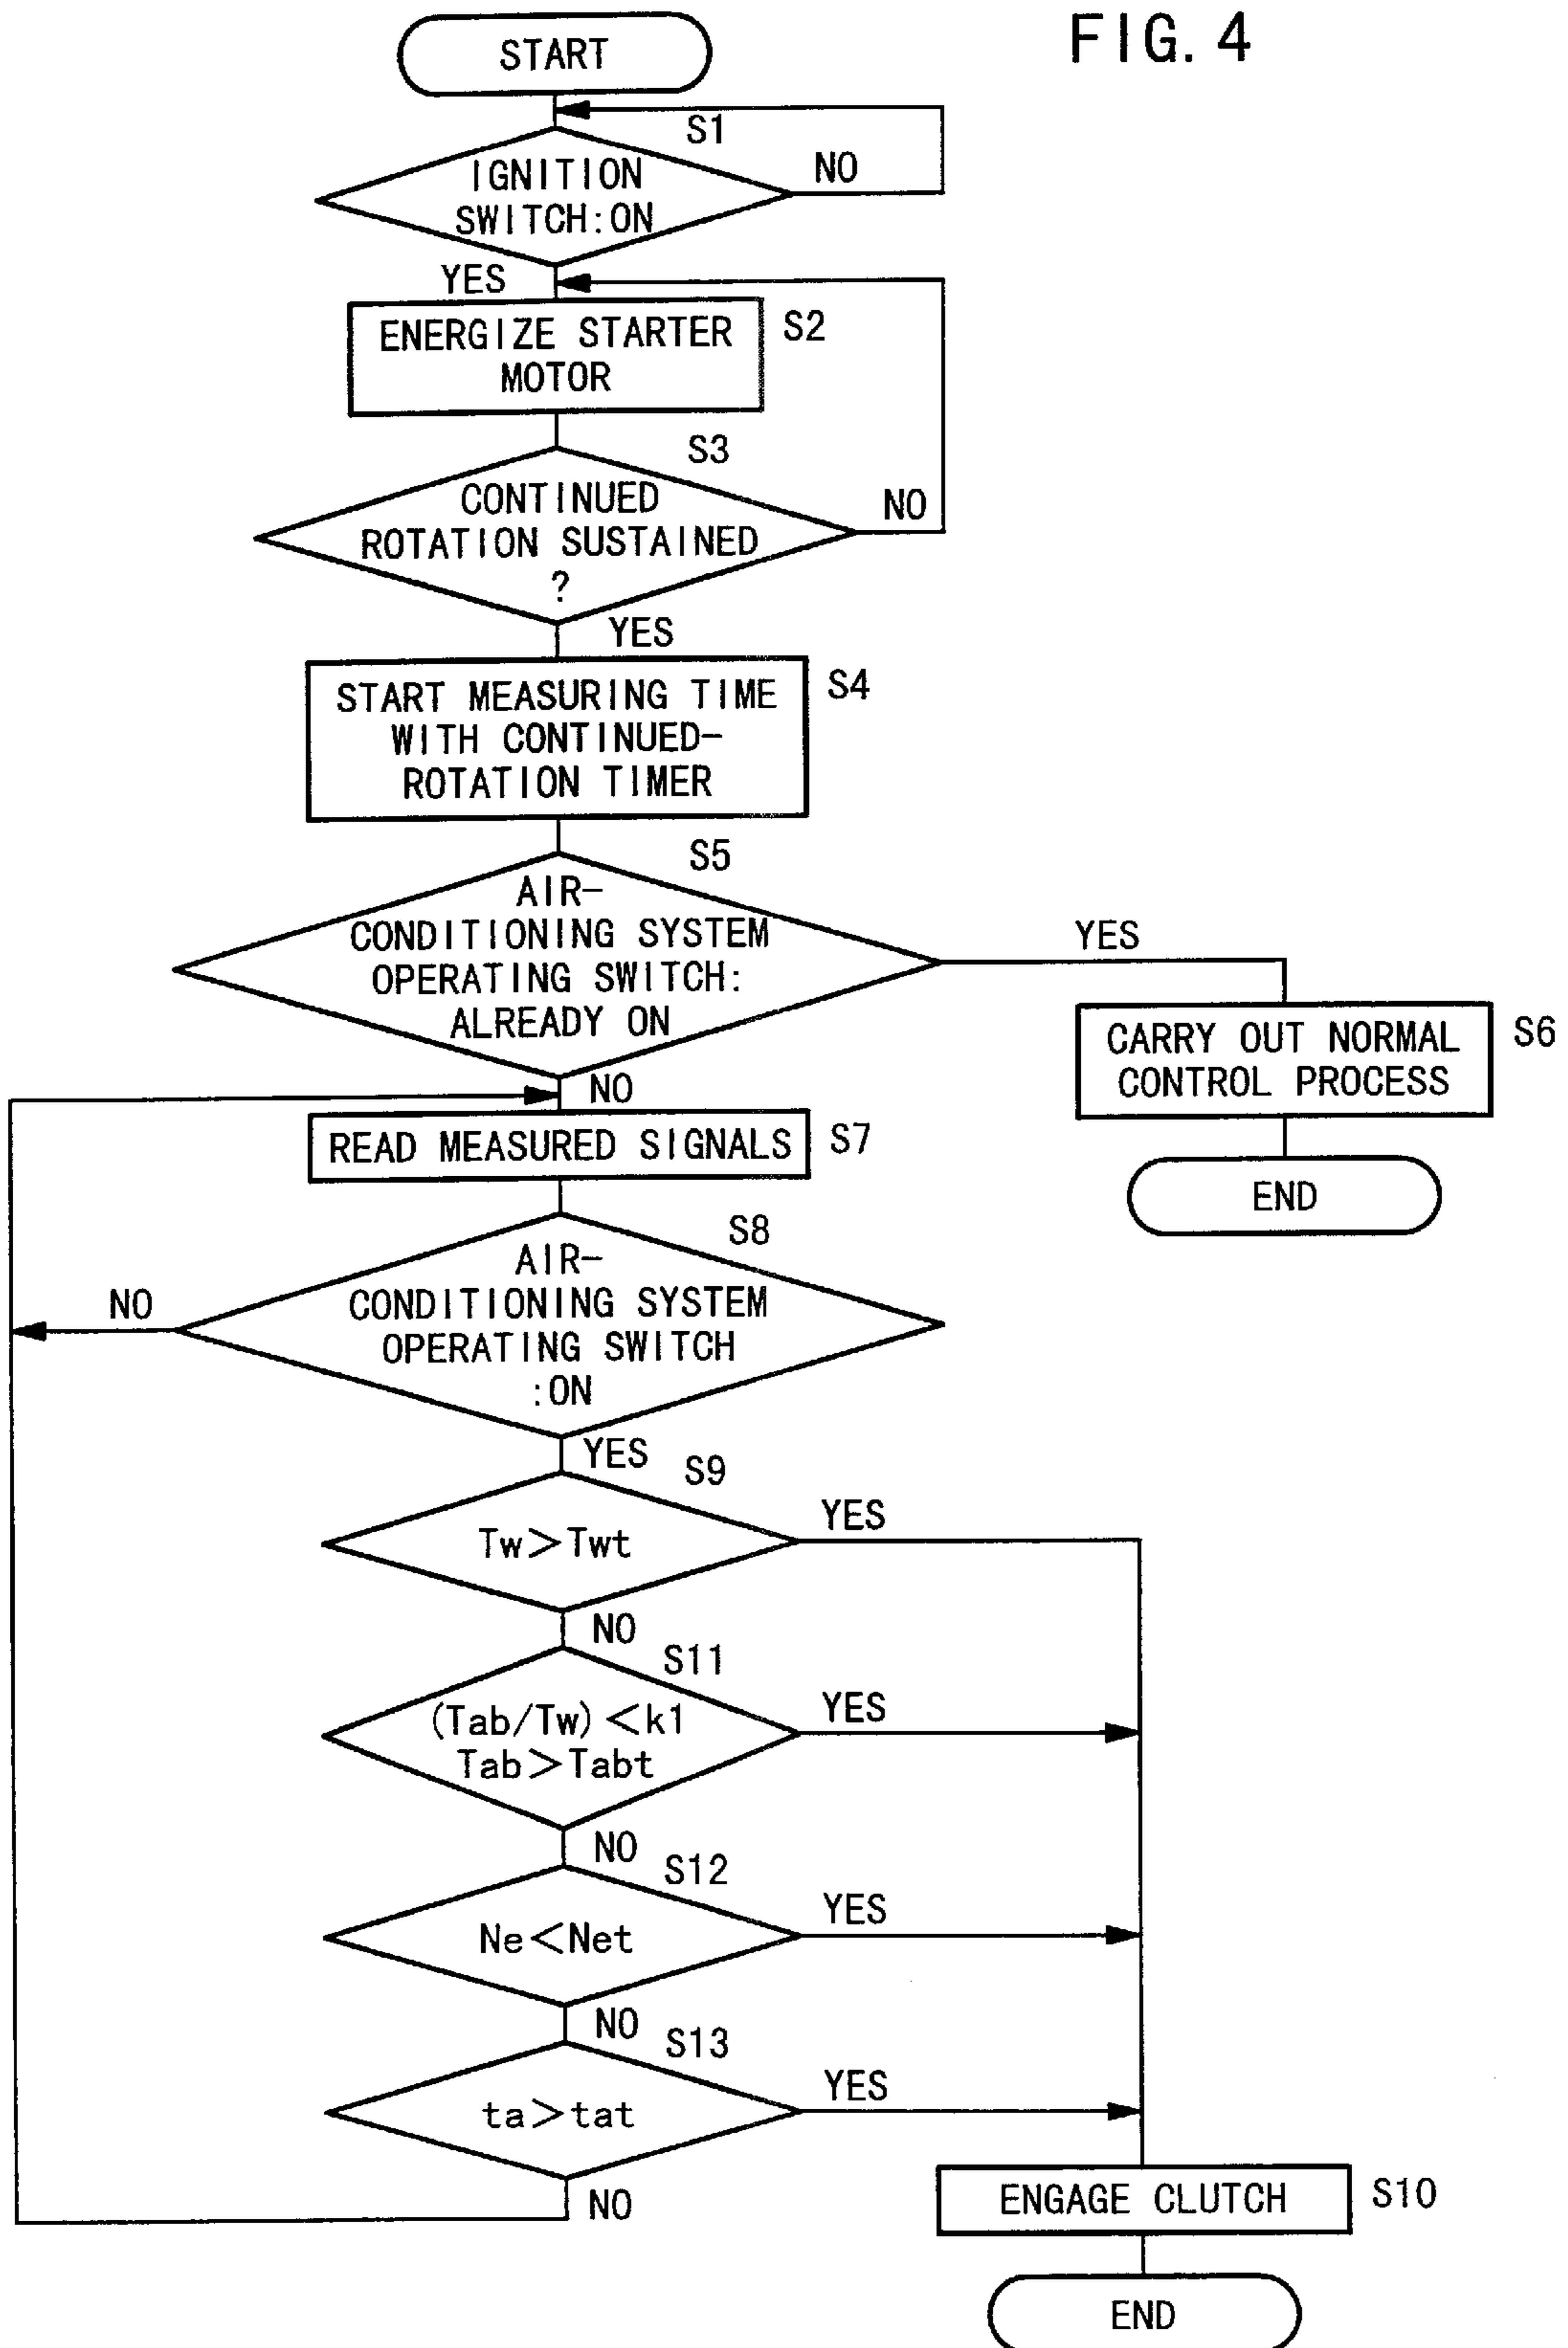 FIG. 4
START
S1
IGNITION
SWITCH:ON
NO
YES
ENERGIZE STARTER
MOTOR
S2
S3
CONTINUED
ROTATION SUSTAINED
?
NO
YES
START MEASURING TIME
WITH CONTINUED-
ROTATION TIMER
S4
S5
AIR-
CONDITIONING SYSTEM
OPERATING SWITCH:
ALREADY ON
YES
CARRY OUT NORMAL
CONTROL PROCESS
S6
END
NO
READ MEASURED SIGNALS
S7
S8
AIR-
CONDITIONING SYSTEM
OPERATING SWITCH
:ON
NO
YES
S9
Tw>Twt
YES
NO
S11
(Tab/Tw)<k1
Tab>Tabt
YES
NO
S12
Ne<Net
YES
NO
S13
ta>tat
YES
NO
ENGAGE CLUTCH
S10
END